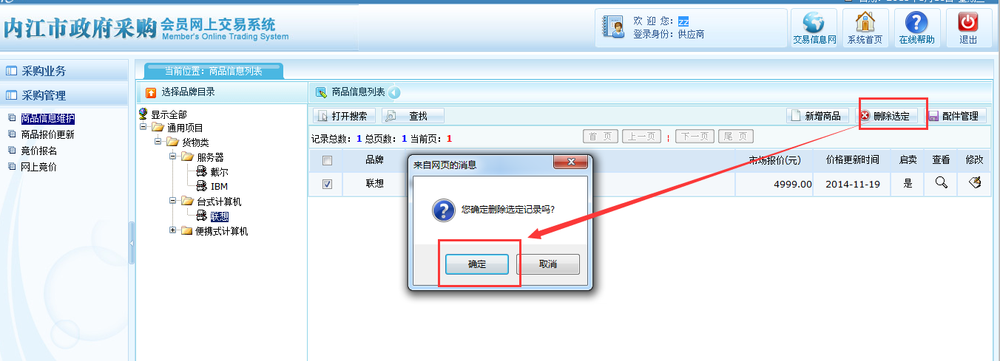 内江市政府采购 会员网上交易系统
Member's Online Trading System
欢 迎 您: zz
登录身份: 供应商
交易信息网
系统首页
在线帮助
退出
采购业务
采购管理
商品信息维护
商品报价更新
竞价报名
网上竞价
当前位置: 商品信息列表
选择品牌目录
显示全部
通用项目
货物类
服务器
戴尔
IBM
台式计算机
联想
便携式计算机
商品信息列表
打开搜索 查找 新增商品 删除选定 配件管理
记录总数: 1 总页数: 1 当前页: 1 首 页 上一页 ¦ 下一页 尾 页
品牌 市场报价(元) 价格更新时间 启卖 查看 修改
联想 4999.00 2014-11-19 是
来自网页的消息
您确定删除选定记录吗?
确定 取消